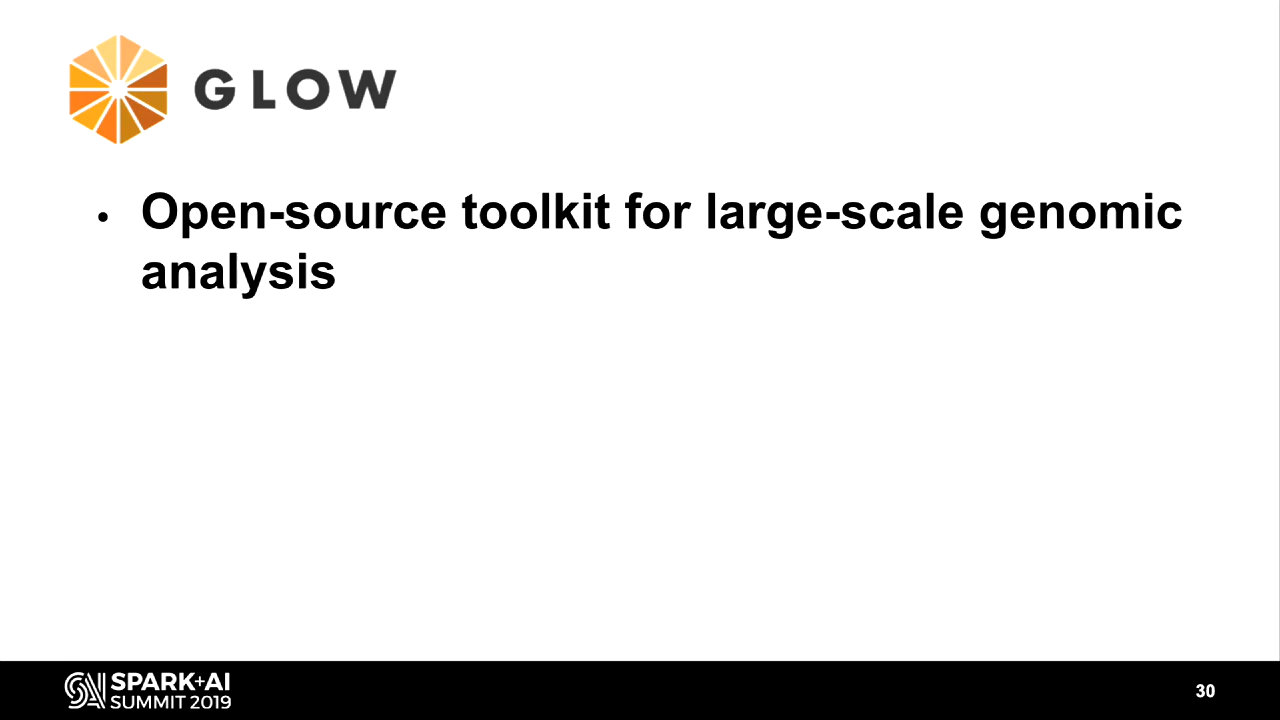 GLOW
• Open-source toolkit for large-scale genomic
analysis
SPARK+AI
SUMMIT 2019
30